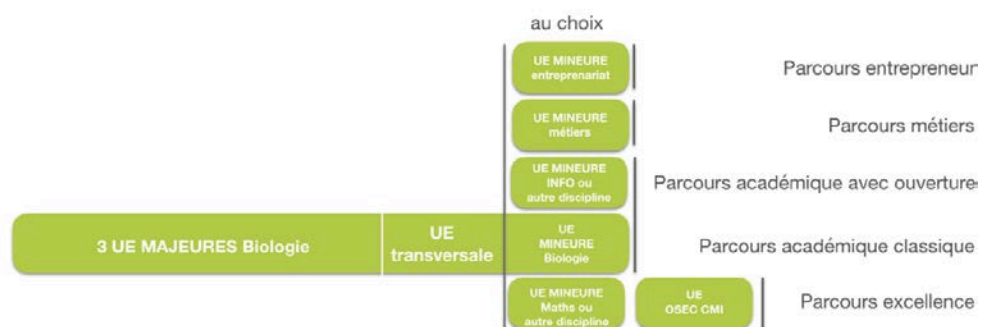 au choix
UE MINEURE
entreprenariat
Parcours entrepreneur
UE MINEURE
métiers
Parcours métiers
UE MINEURE
INFO ou
autre discipline
Parcours académique avec ouverture
3 UE MAJEURES Biologie
UE
transversale
UE
MINEURE
Biologie
Parcours académique classique
UE MINEURE
Maths ou
autre discipline
UE
OSEC CMI
Parcours excellence